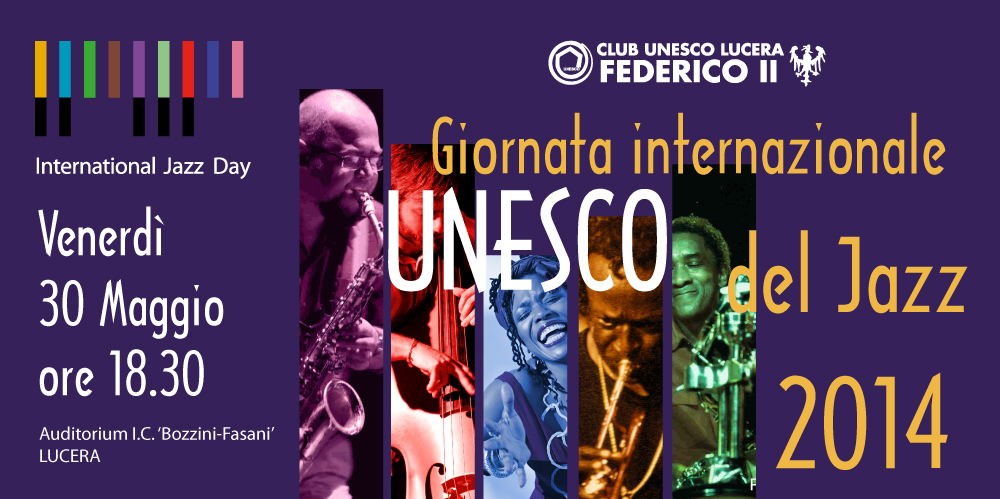 International Jazz Day
Venerdì
30 Maggio
ore 18.30
Auditorium I.C. 'Bozzini-Fasani'
LUCERA
UNESCO
CLUB UNESCO LUCERA
FEDERICO II
Giornata internazionale
UNESCO
del Jazz
2014
F